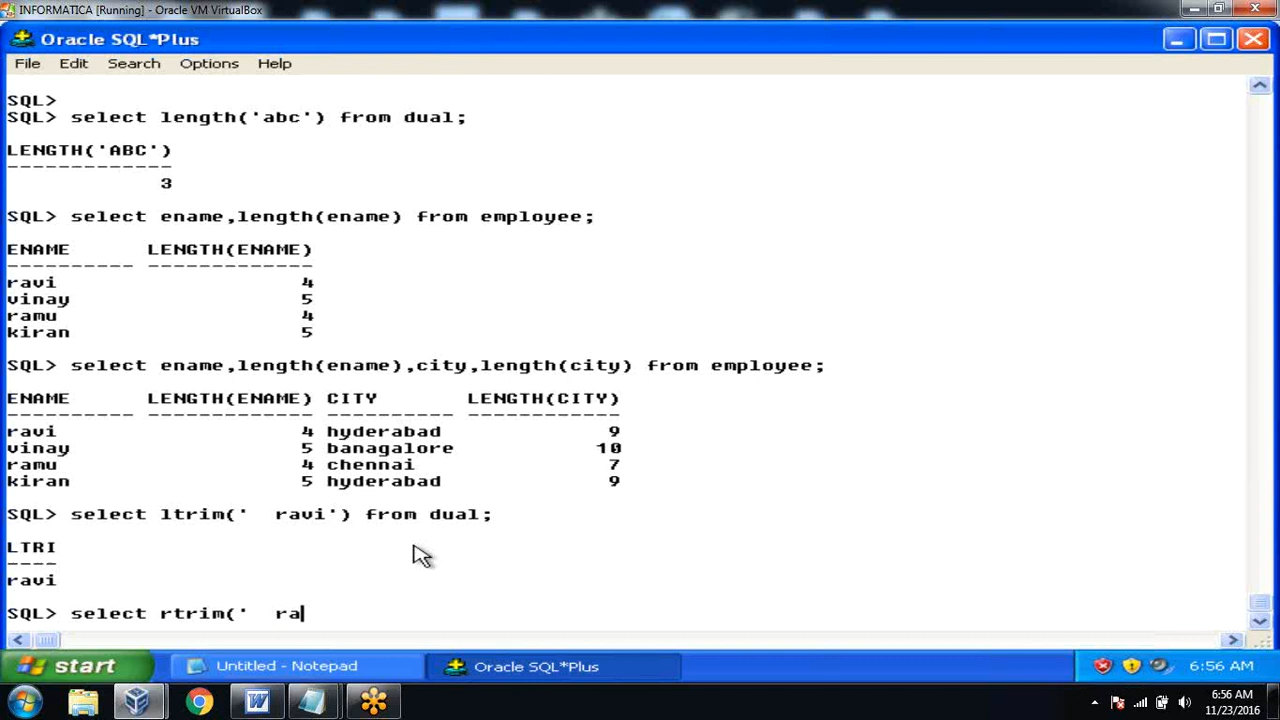 INFORMATICA [Running] - Oracle VM VirtualBox
Oracle SQL*Plus
File Edit Search Options Help
SQL>
SQL> select length('abc') from dual;
LENGTH('ABC')
-------------
3
SQL> select ename,length(ename) from employee;
ENAME LENGTH(ENAME)
---------- -------------
ravi 4
vinay 5
ramu 4
kiran 5
SQL> select ename,length(ename),city,length(city) from employee;
ENAME LENGTH(ENAME) CITY LENGTH(CITY)
---------- ------------- ---------- ------------
ravi 4 hyderabad 9
vinay 5 banagalore 10
ramu 4 chennai 7
kiran 5 hyderabad 9
SQL> select ltrim('   ravi') from dual;
LTRI
----
ravi
SQL> select rtrim('   ra
start Untitled - Notepad Oracle SQL*Plus 6:56 AM
6:56 AM
11/23/2016